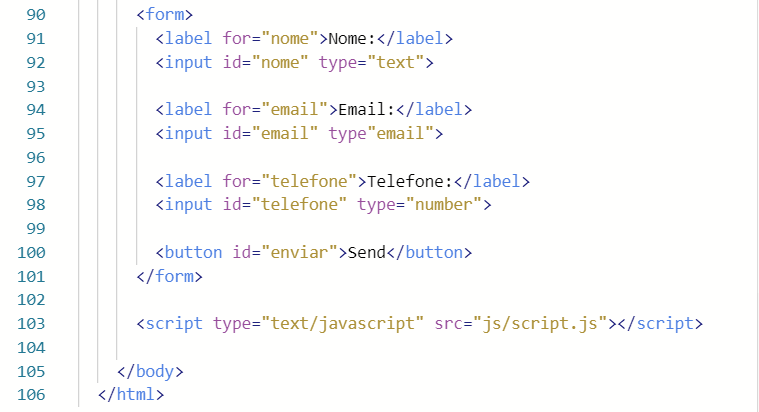 90 <form>
91 <label for="nome">Nome:</label>
92 <input id="nome" type="text">
93
94 <label for="email">Email:</label>
95 <input id="email" type"email">
96
97 <label for="telefone">Telefone:</label>
98 <input id="telefone" type="number">
99
100 <button id="enviar">Send</button>
101 </form>
102
103 <script type="text/javascript" src="js/script.js"></script>
104
105 </body>
106 </html>